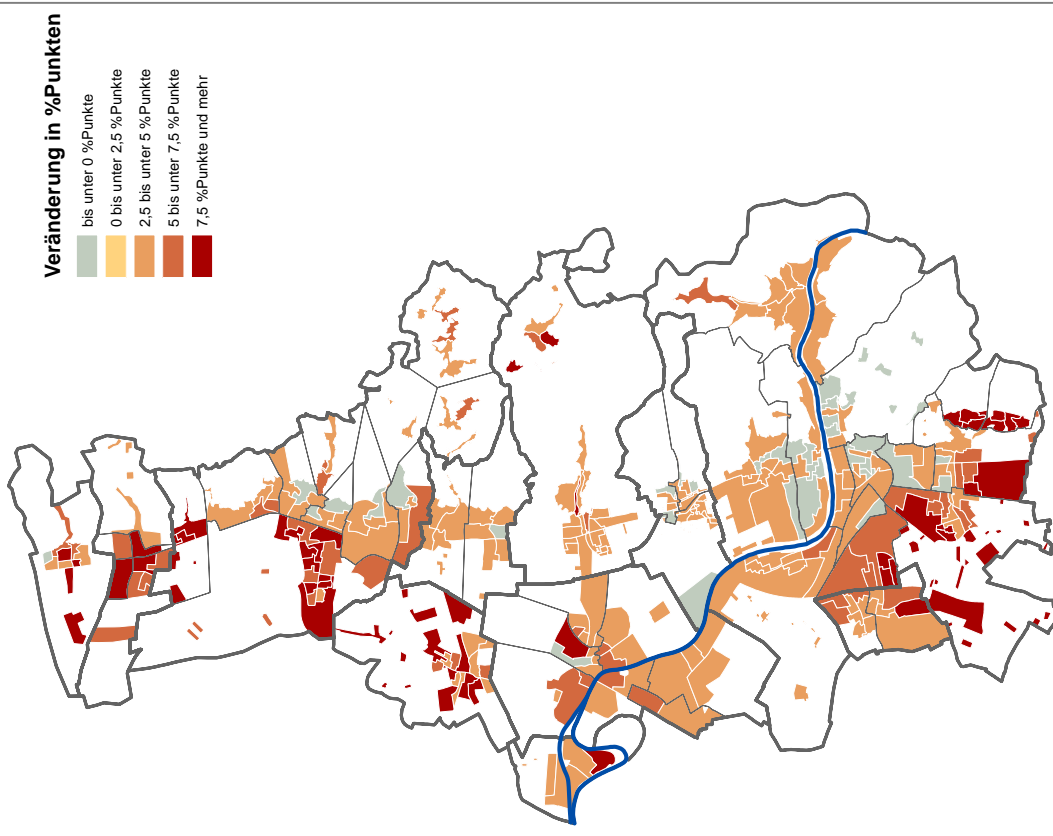 Veränderung in %Punkten
bis unter 0 %Punkte
0 bis unter 2,5 %Punkte
2,5 bis unter 5 %Punkte
5 bis unter 7,5 %Punkte
7,5 %Punkte und mehr